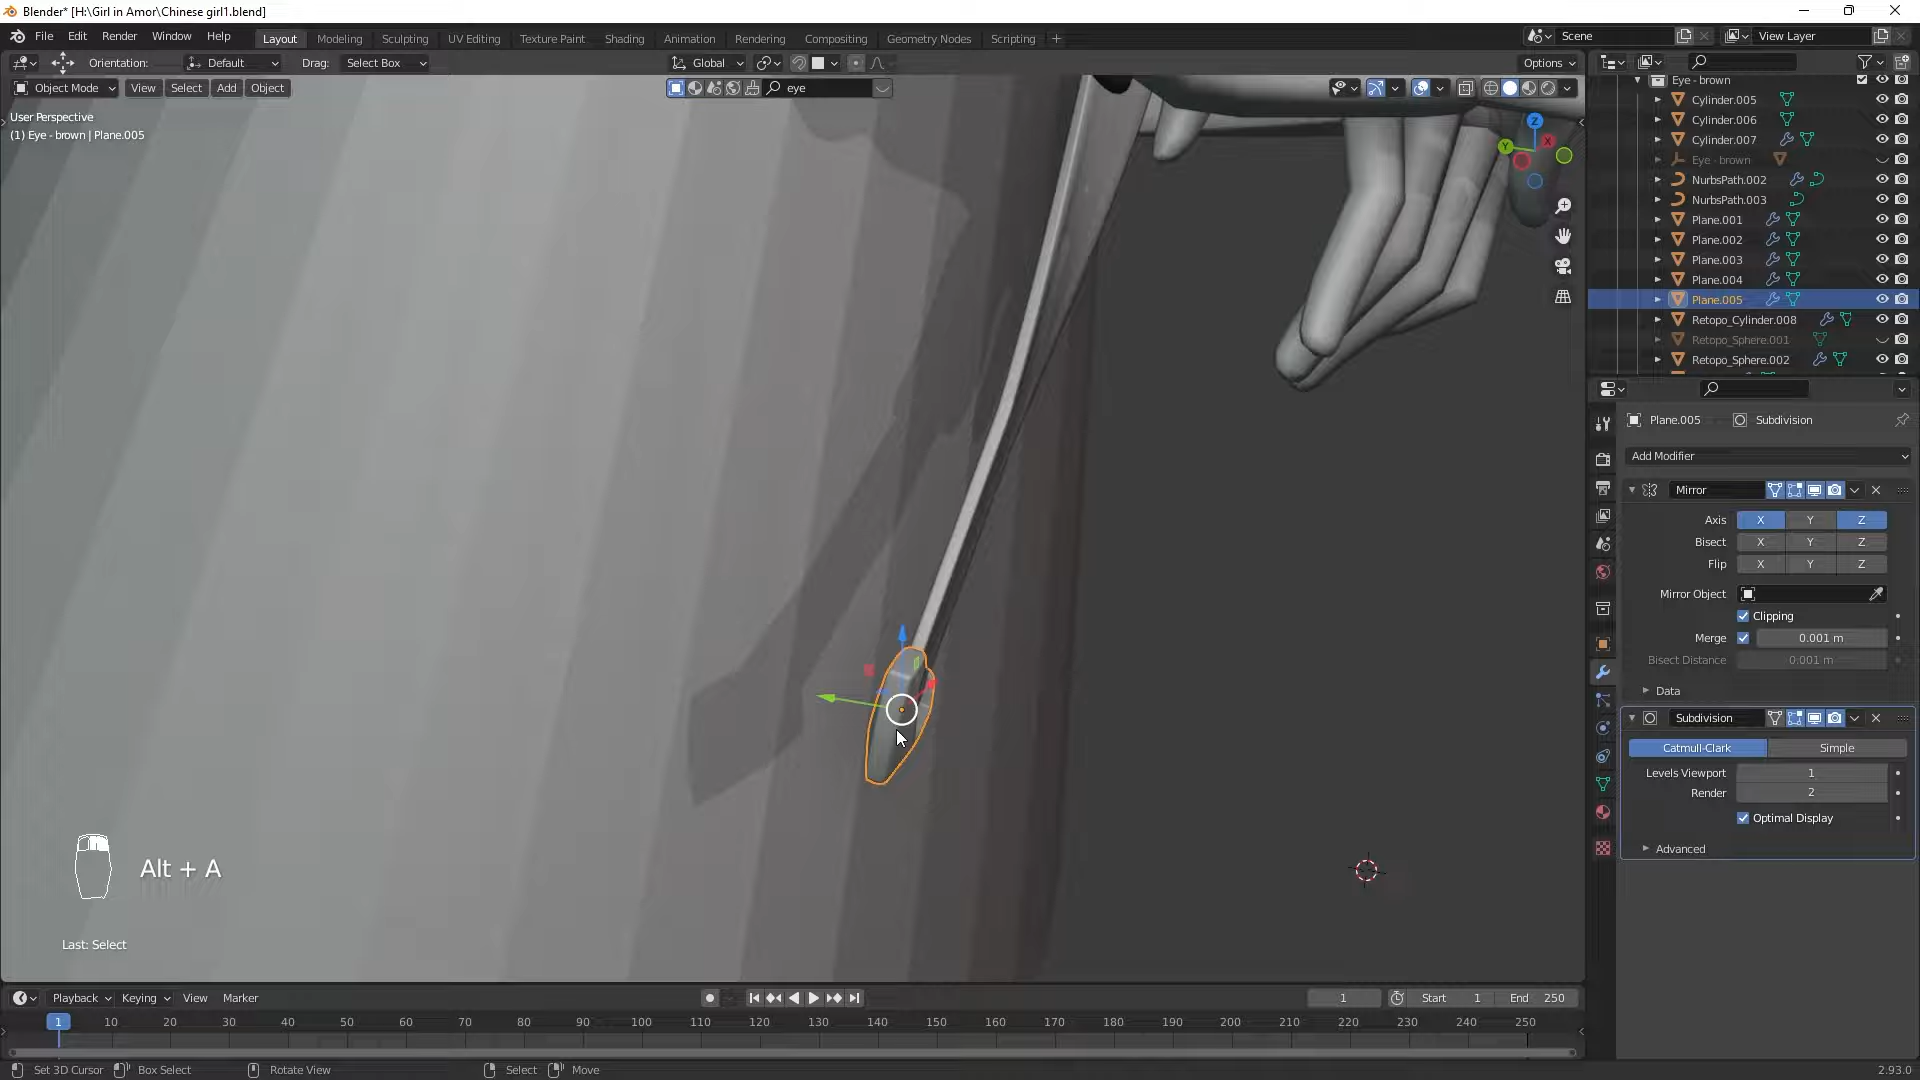 Blender* [H:\Girl in Amor\Chinese girl1.blend]
File Edit Render Window Help Layout Modeling Sculpting UV Editing Texture Paint Shading Animation Rendering Compositing Geometry Nodes Scripting + Scene View Layer
Orientation: Default Drag: Select Box Global Options
Object Mode View Select Add Object eye
User Perspective
(1) Eye - brown | Plane.005
Z
Y
X
Alt + A
Last: Select
Eye - brown
Cylinder.005
Cylinder.006
Cylinder.007
Eye - brown
NurbsPath.002
NurbsPath.003
Plane.001
Plane.002
Plane.003
Plane.004
Plane.005
Retopo_Cylinder.008
Retopo_Sphere.001
Retopo_Sphere.002
Plane.005 Subdivision
Add Modifier
Mirror
Axis X Y Z
Bisect X Y Z
Flip X Y Z
Mirror Object
Clipping
Merge 0.001 m
Bisect Distance 0.001 m
Data
Subdivision
Catmull-Clark Simple
Levels Viewport 1
Render 2
Optimal Display
Advanced
Playback Keying View Marker 1 Start 1 End 250
1 10 20 30 40 50 60 70 80 90 100 110 120 130 140 150 160 170 180 190 200 210 220 230 240 250
Set 3D Cursor Box Select Rotate View Select Move 2.93.0